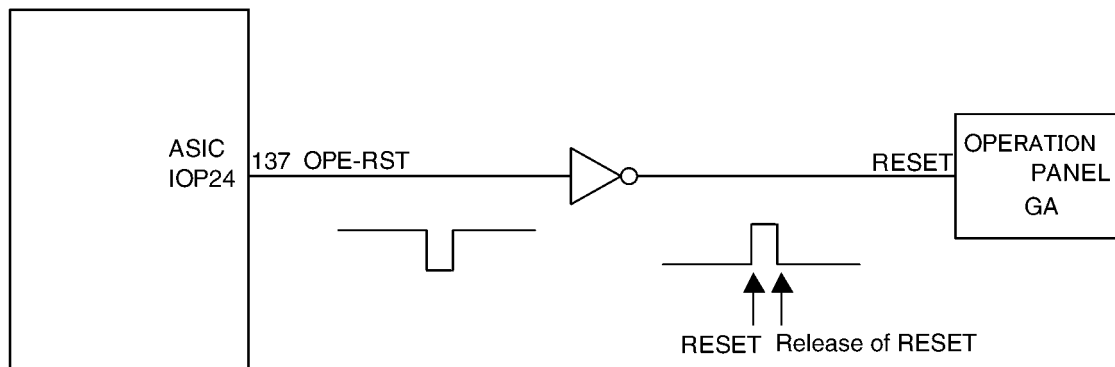 ASIC
IOP24
137 OPE-RST
RESET
OPERATION
PANEL
GA
RESET
Release of RESET